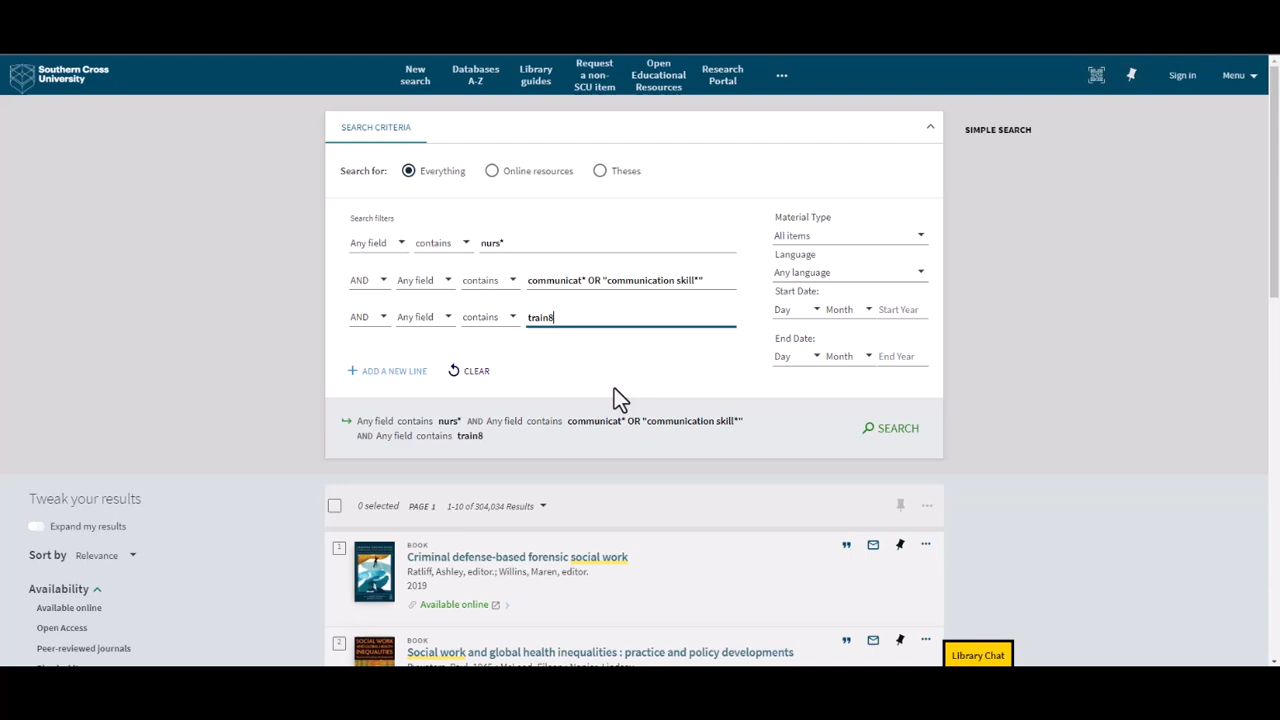 Southern Cross
University
New
search
Databases
A-Z
Library
guides
Request
a non-
SCU item
Open
Educational
Resources
Research
Portal
Sign in
Menu
SEARCH CRITERIA
SIMPLE SEARCH
Search for:
Everything
Online resources
Theses
Search filters
Any field
contains
nurs*
AND
Any field
contains
communicat* OR "communication skill*"
AND
Any field
contains
train8
Material Type
All items
Language
Any language
Start Date:
Day
Month
Start Year
End Date:
Day
Month
End Year
+ ADD A NEW LINE
CLEAR
Any field contains nurs* AND Any field contains communicat* OR "communication skill*"
AND Any field contains train8
SEARCH
Tweak your results
Expand my results
Sort by Relevance
Availability
Available online
Open Access
Peer-reviewed journals
0 selected PAGE 1 1-10 of 304,034 Results
1
BOOK
Criminal defense-based forensic social work
Ratliff, Ashley, editor.; Willins, Maren, editor.
2019
Available online
2
SOCIAL WORK
BOOK
Social work and global health inequalities : practice and policy developments
Library Chat